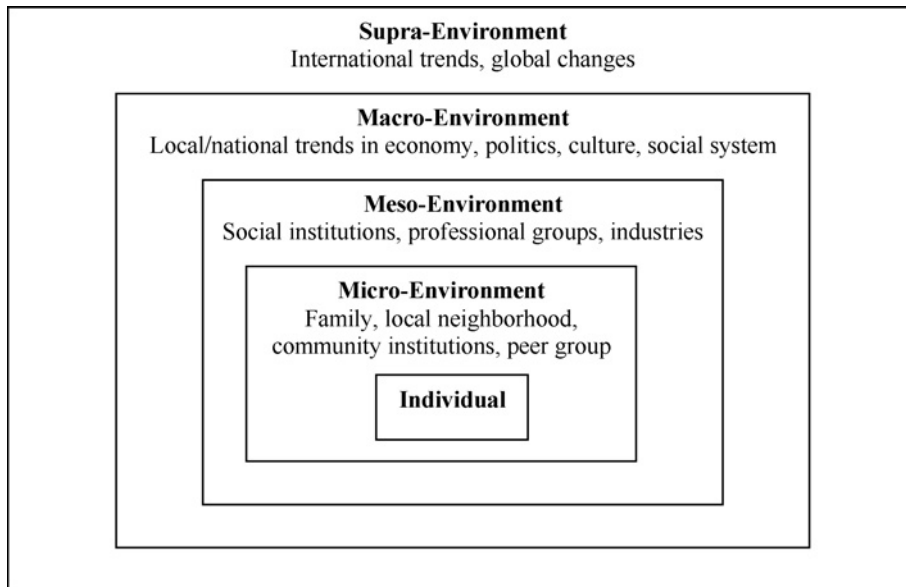 Supra-Environment
International trends, global changes
Macro-Environment
Local/national trends in economy, politics, culture, social system
Meso-Environment
Social institutions, professional groups, industries
Micro-Environment
Family, local neighborhood,
community institutions, peer group
Individual